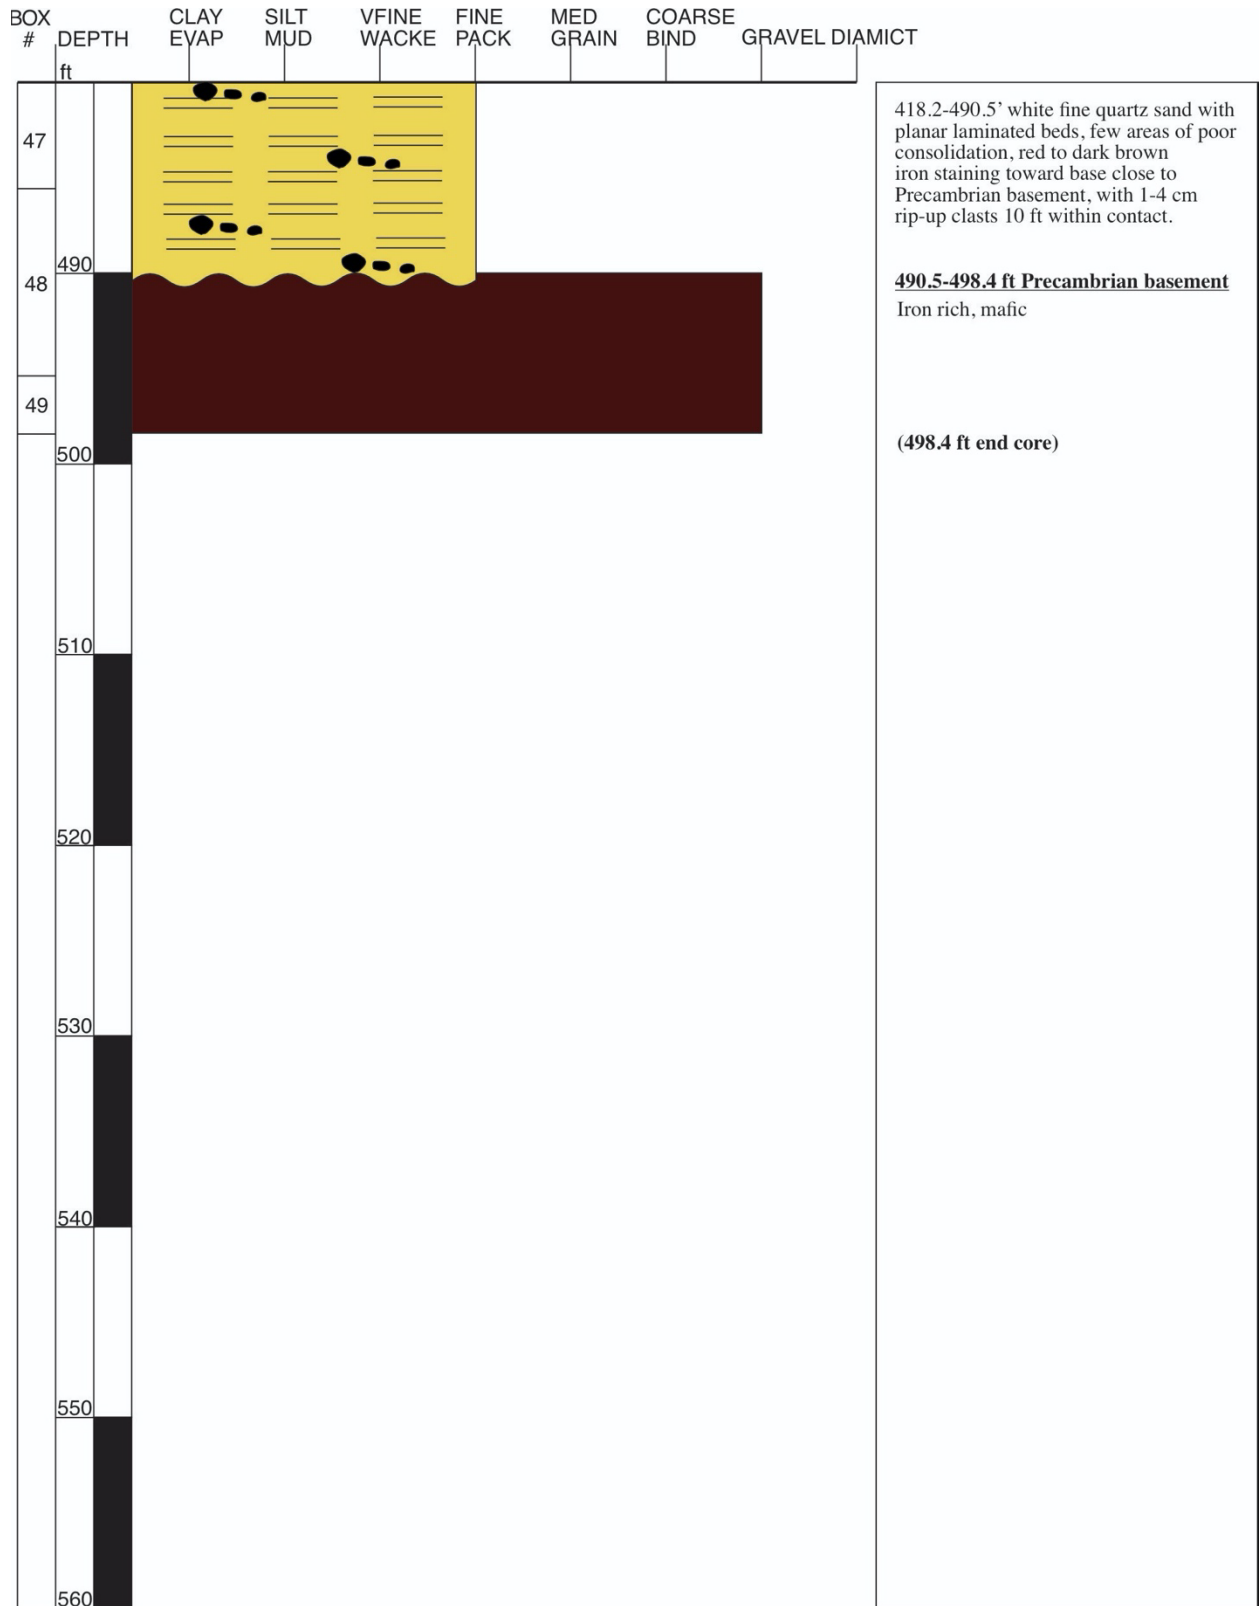 BOX CLAY SILT VFINE FINE MED COARSE
# DEPTH EVAP MUD WACKE PACK GRAIN BIND GRAVEL DIAMICT
ft
418.2-490.5’ white fine quartz sand with
planar laminated beds, few areas of poor
consolidation, red to dark brown
iron staining toward base close to
Precambrian basement, with 1-4 cm
rip-up clasts 10 ft within contact.
47
490
48
490.5-498.4 ft Precambrian basement
Iron rich, mafic
49
(498.4 ft end core)
500
510
520
530
540
550
560